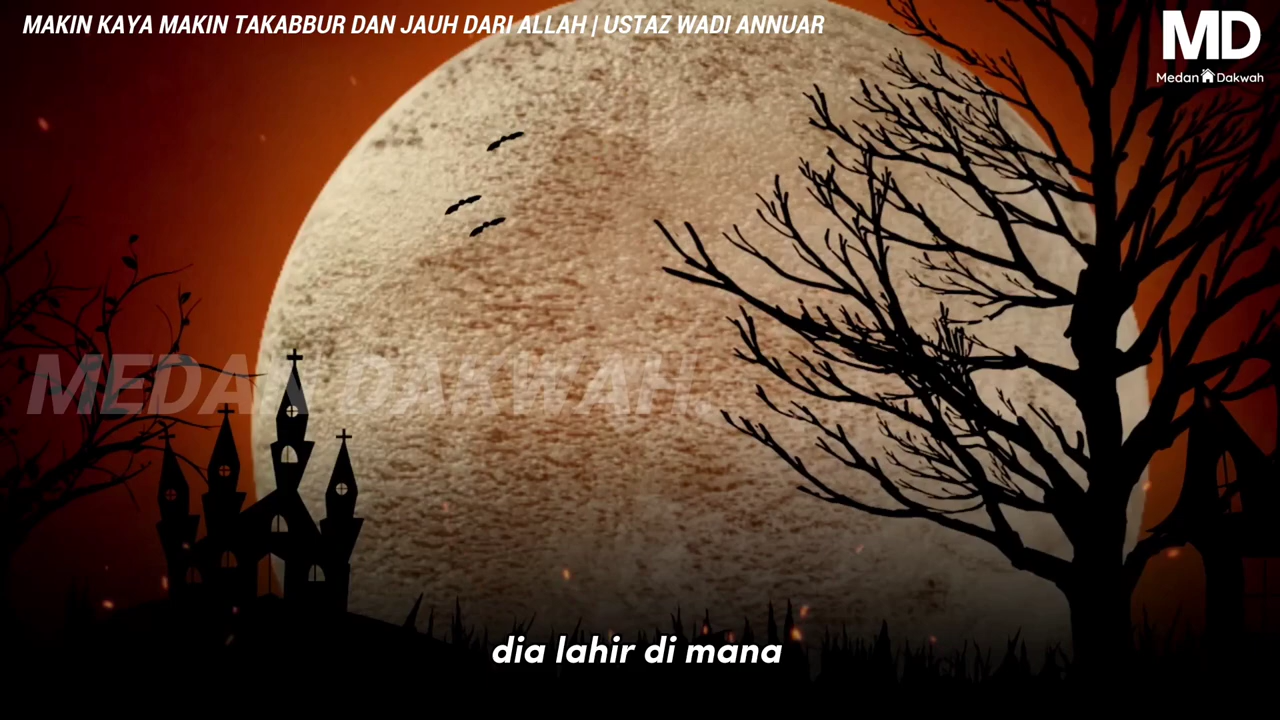 MAKIN KAYA MAKIN TAKABBUR DAN JAUH DARI ALLAH | USTAZ WADI ANNUAR
MD
Medan Dakwah
MEDAN DAKWAH
dia lahir di mana